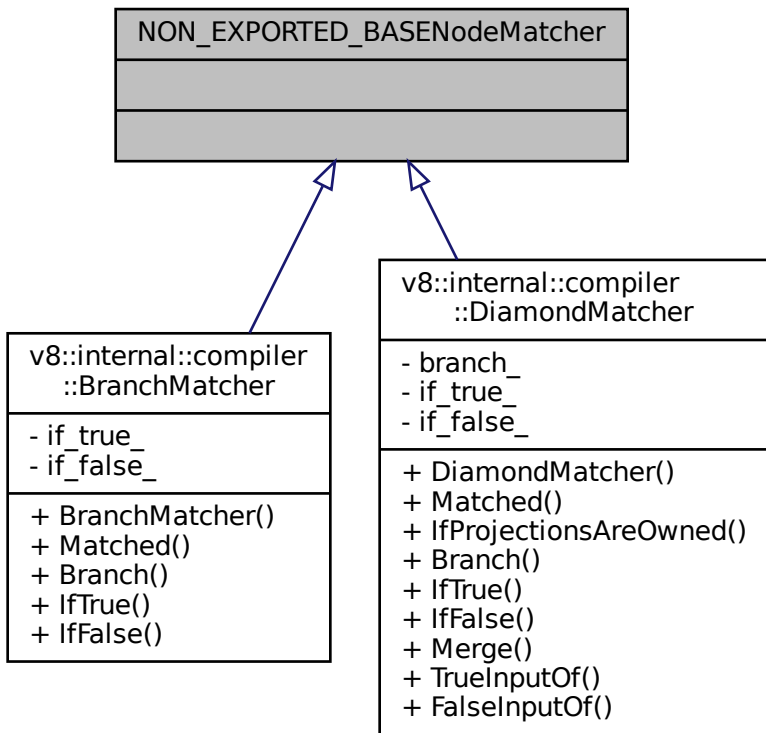 NON_EXPORTED_BASENodeMatcher
v8::internal::compiler
::BranchMatcher
- if_true_
- if_false_
+ BranchMatcher()
+ Matched()
+ Branch()
+ IfTrue()
+ IfFalse()
v8::internal::compiler
::DiamondMatcher
- branch_
- if_true_
- if_false_
+ DiamondMatcher()
+ Matched()
+ IfProjectionsAreOwned()
+ Branch()
+ IfTrue()
+ IfFalse()
+ Merge()
+ TrueInputOf()
+ FalseInputOf()